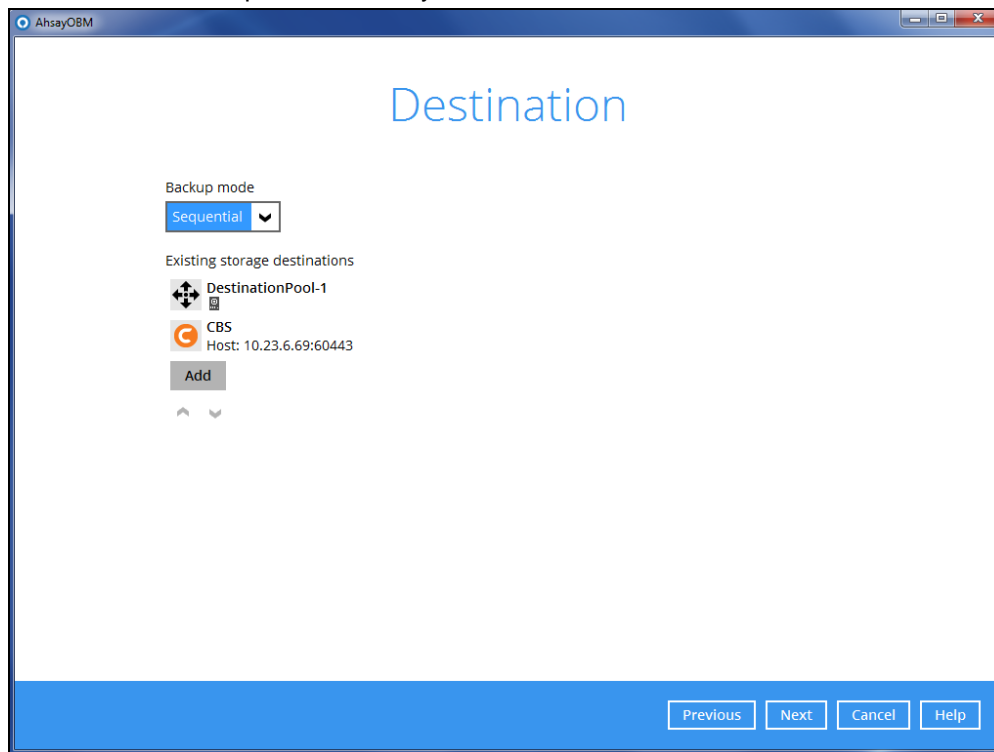 AhsayOBM
Destination
Backup mode
Sequential
Existing storage destinations
DestinationPool-1
CBS
Host: 10.23.6.69:60443
Add
Previous Next Cancel Help